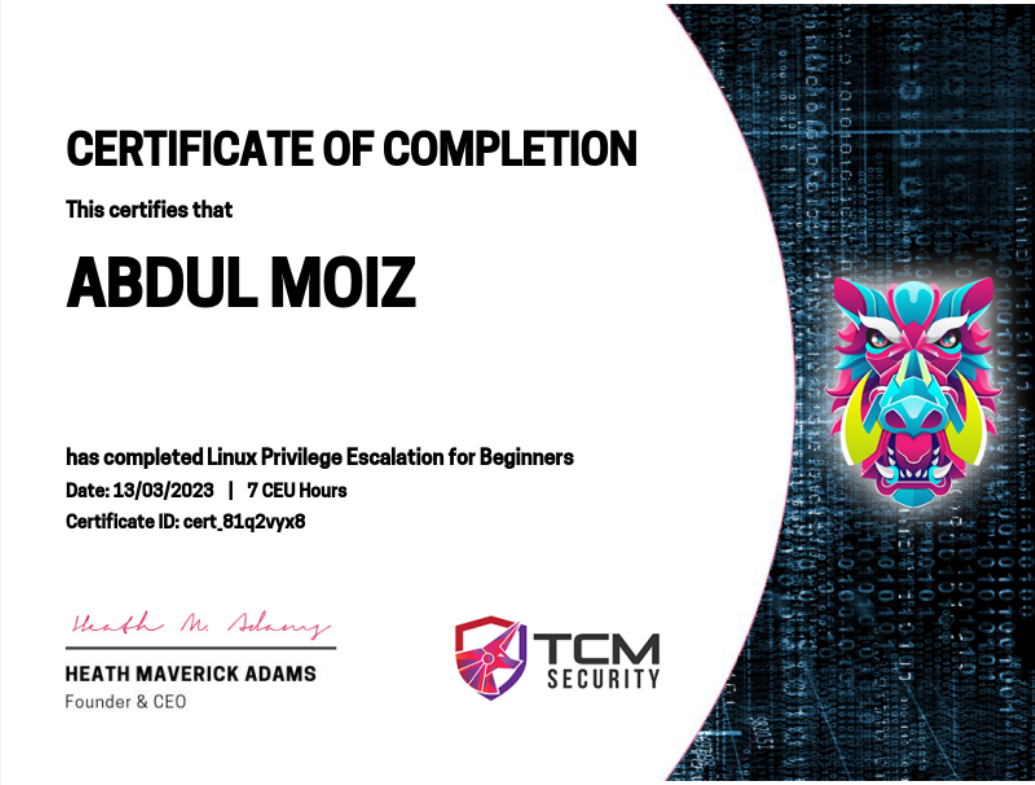 CERTIFICATE OF COMPLETION
This certifies that
ABDUL MOIZ
has completed Linux Privilege Escalation for Beginners
Date: 13/03/2023 | 7 CEU Hours
Certificate ID: cert_81q2vyx8
Heath M. Adams
HEATH MAVERICK ADAMS
Founder & CEO
TCM
SECURITY